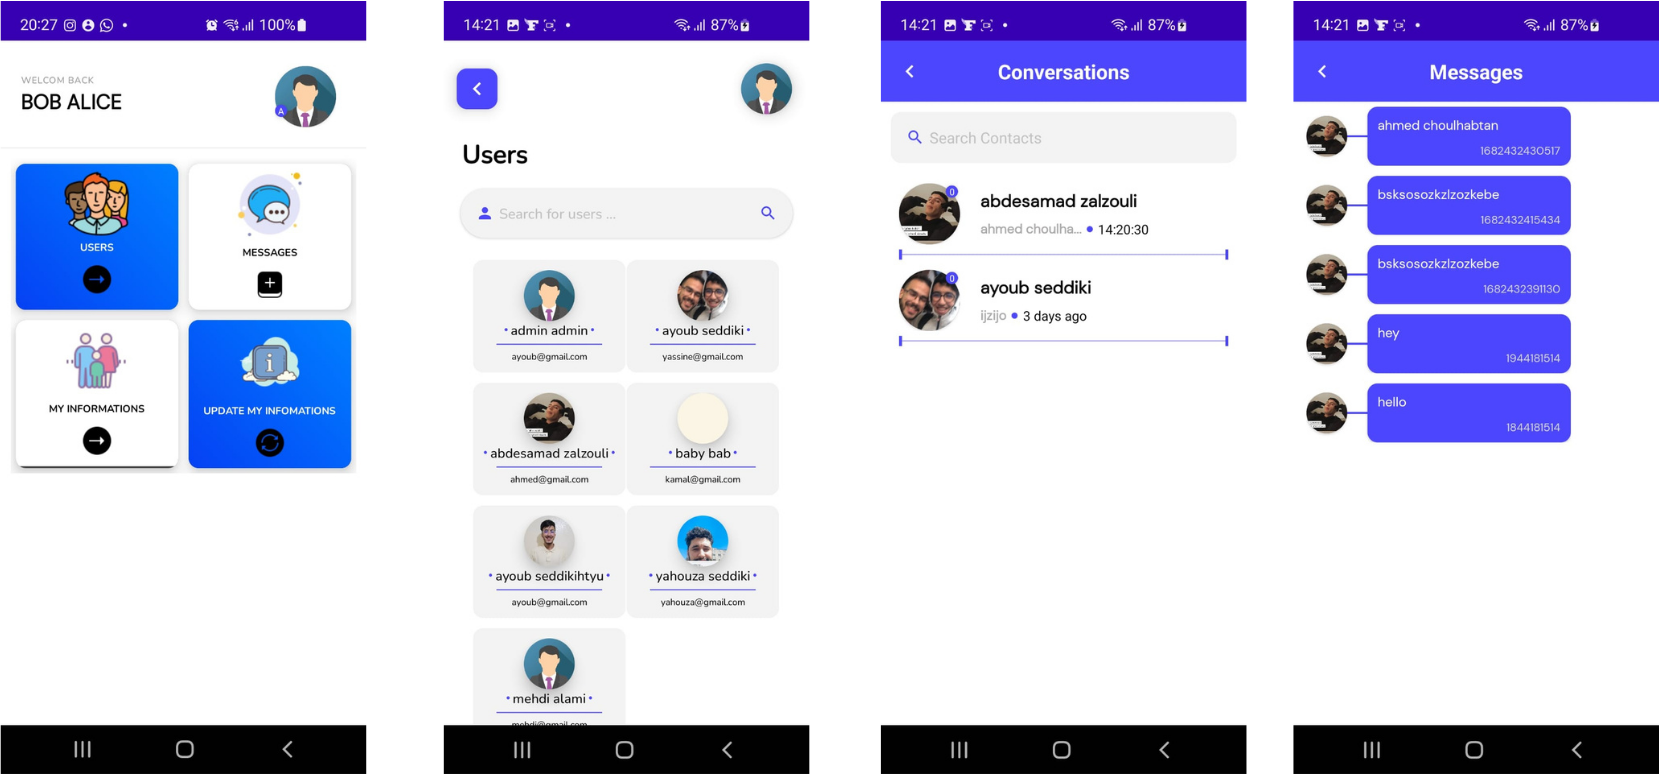 20:27 100%
WELCOM BACK
BOB ALICE
A
USERS
MESSAGES
MY INFORMATIONS
UPDATE MY INFOMATIONS
14:21 87%
Users
Search for users ...
admin admin
ayoub@gmail.com
ayoub seddiki
yassine@gmail.com
abdesamad zalzouli
ahmed@gmail.com
baby bab
kamal@gmail.com
ayoub seddikihtyu
ayoub@gmail.com
yahouza seddiki
yahouza@gmail.com
mehdi alami
mehdi@gmail.com
14:21 87%
Conversations
Search Contacts
0
abdesamad zalzouli
ahmed choulha... • 14:20:30
0
ayoub seddiki
ijzijo • 3 days ago
14:21 87%
Messages
ahmed choulhabtan
1682432430517
bsksosozkzlzozkebe
1682432415434
bsksosozkzlzozkebe
1682432391130
hey
1944181514
hello
1844181514